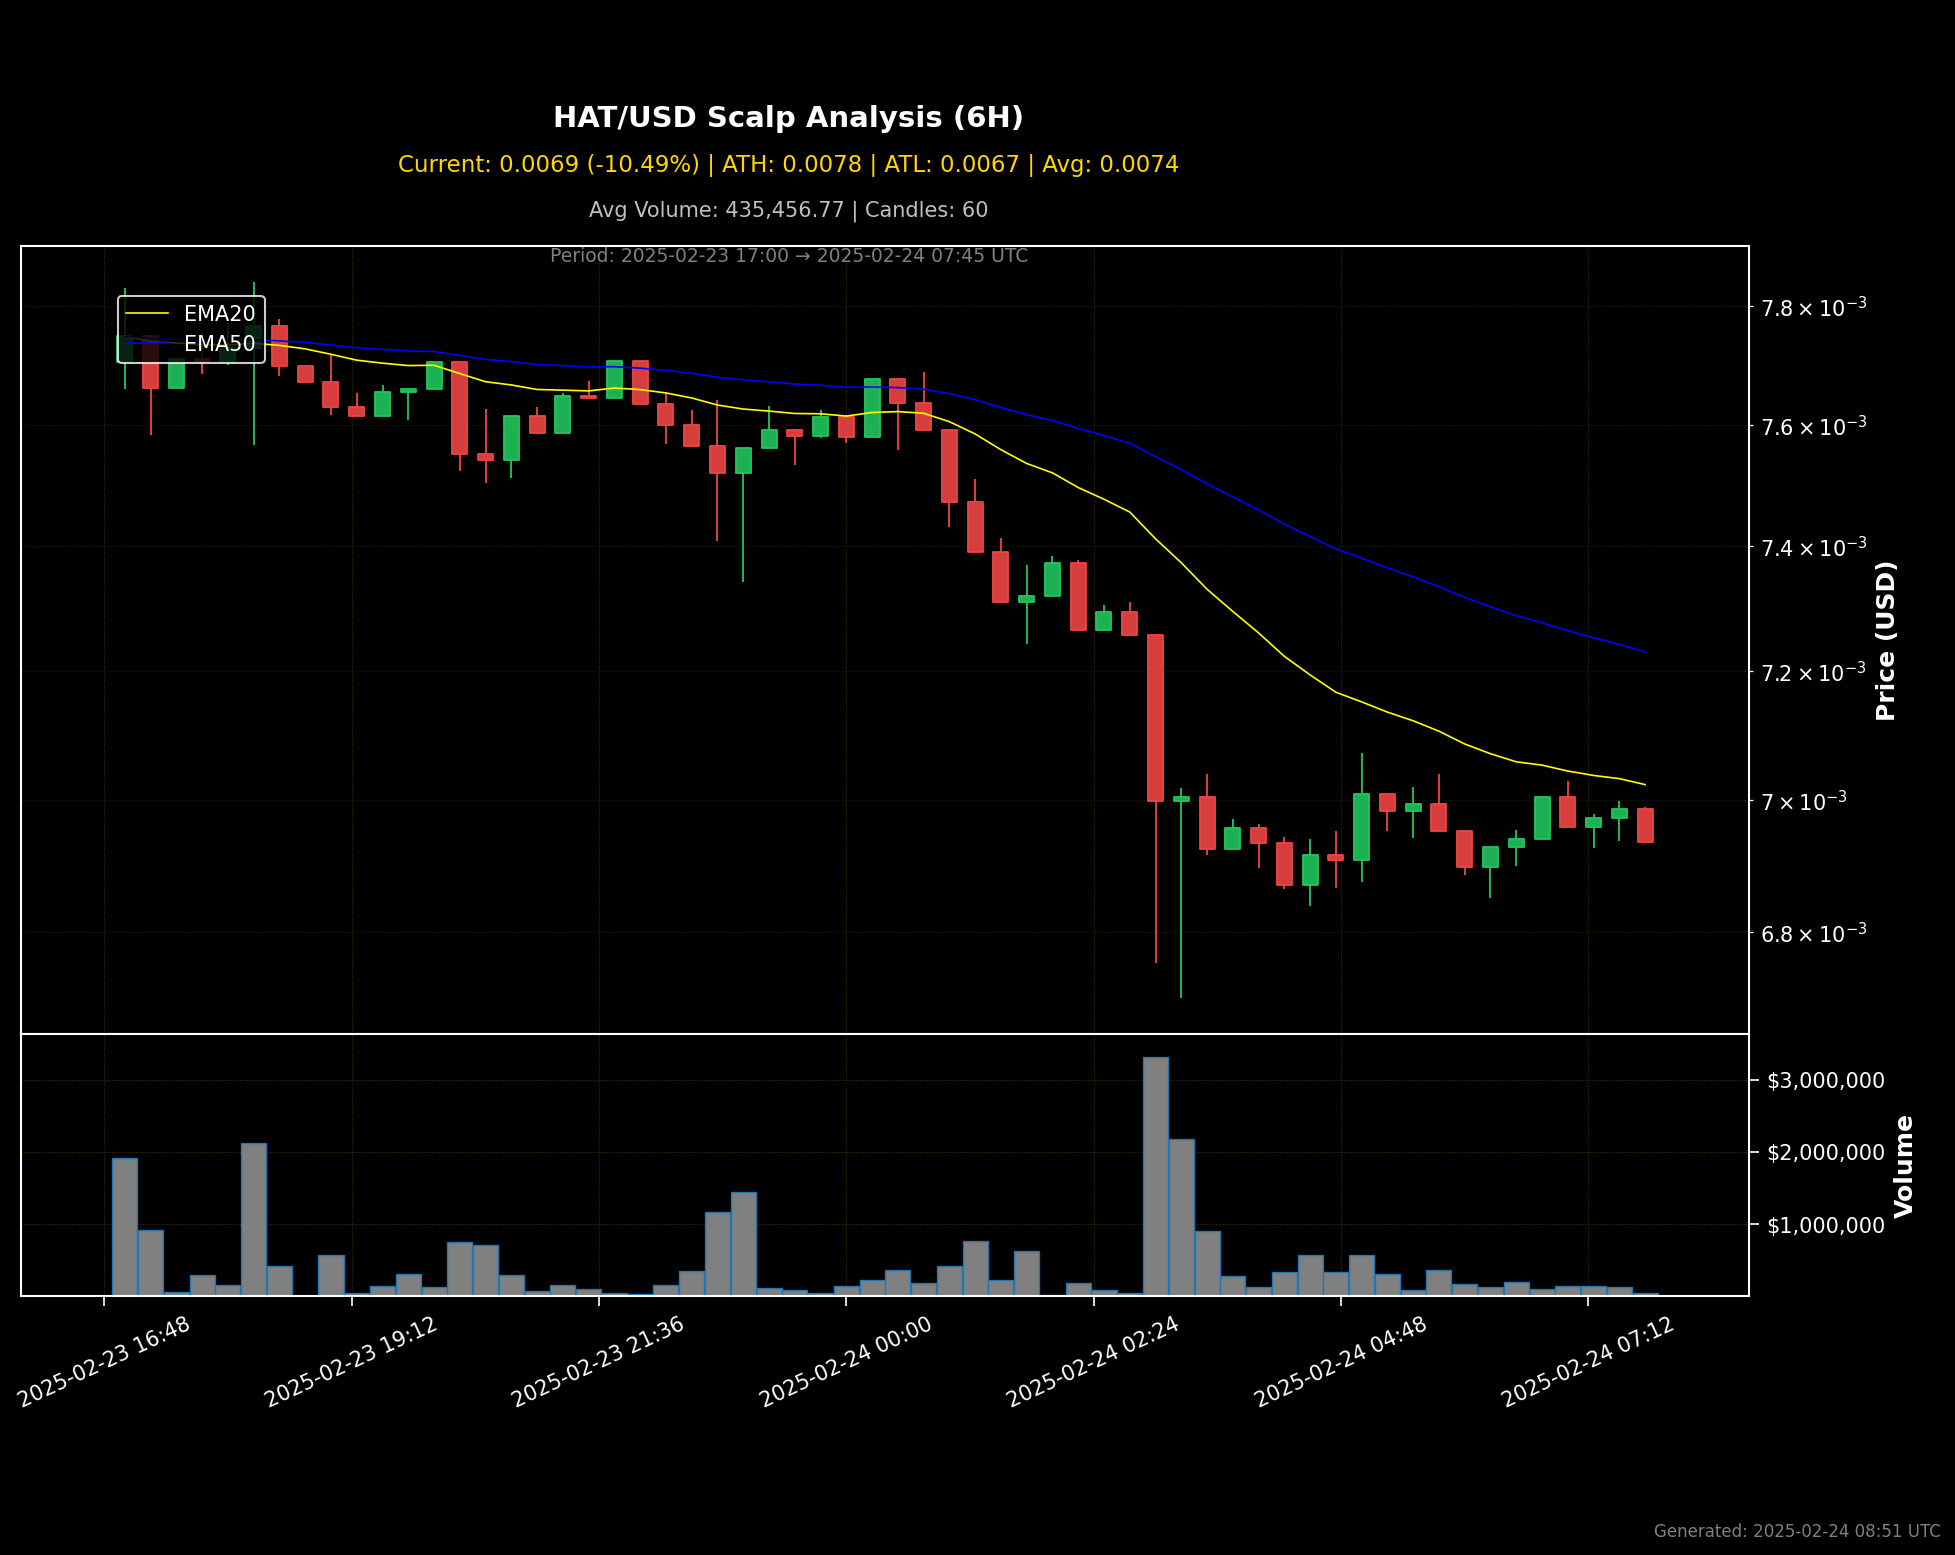 HAT/USD Scalp Analysis (6H)
Current: 0.0069 (-10.49%) | ATH: 0.0078 | ATL: 0.0067 | Avg: 0.0074
Avg Volume: 435,456.77 | Candles: 60
Period: 2025-02-23 17:00 → 2025-02-24 07:45 UTC
EMA20
EMA50
7.8 × 10⁻³
7.6 × 10⁻³
7.4 × 10⁻³
7.2 × 10⁻³
7 × 10⁻³
6.8 × 10⁻³
Price (USD)
$3,000,000
$2,000,000
$1,000,000
Volume
2025-02-23 16:48
2025-02-23 19:12
2025-02-23 21:36
2025-02-24 00:00
2025-02-24 02:24
2025-02-24 04:48
2025-02-24 07:12
Generated: 2025-02-24 08:51 UTC